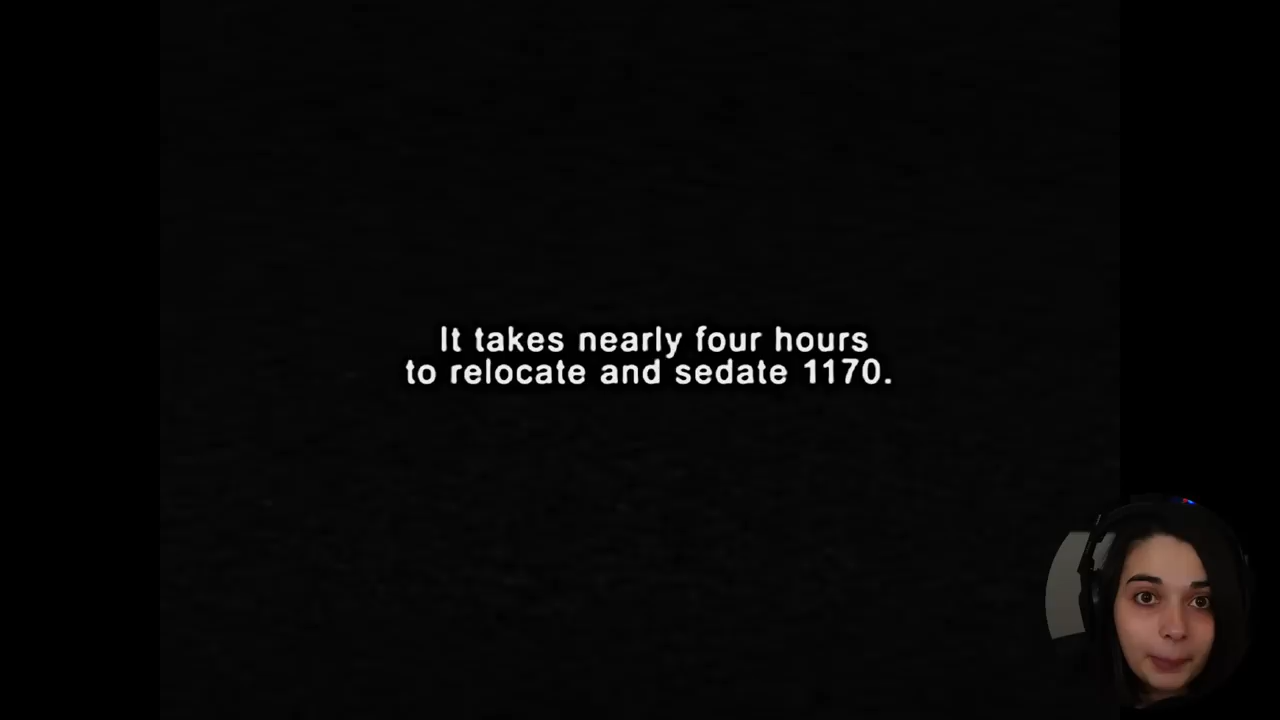 It takes nearly four hours
to relocate and sedate 1170.